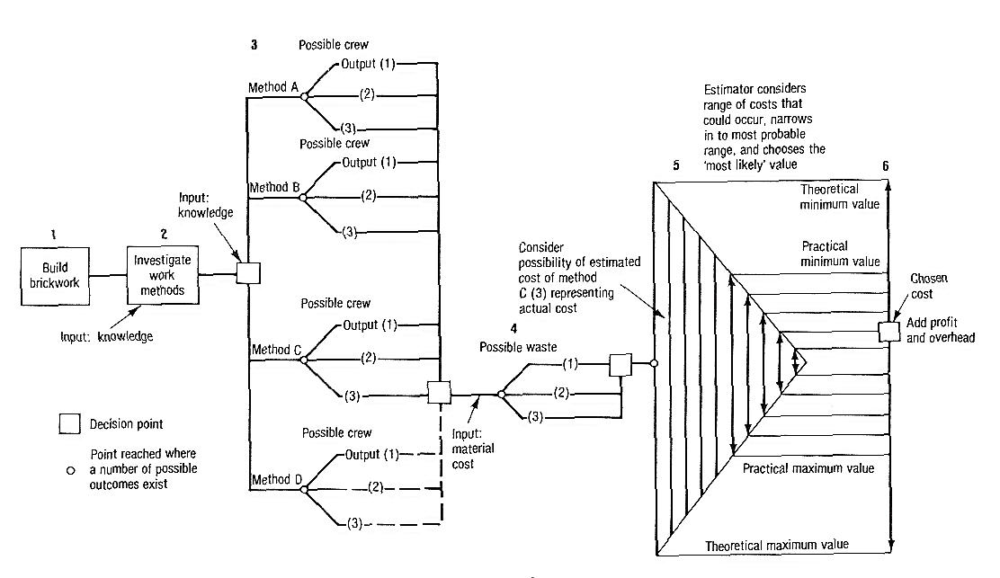 3
Possible crew
Output (1)
Method A
(2)
(3)
Possible crew
Output (1)
Method B
(2)
(3)
Input:
knowledge
1
2
Build
brickwork
Investigate
work
methods
Input: knowledge
Possible crew
Output (1)
Method C
(2)
(3)
Possible crew
Output (1)
Method D
(2)
(3)
Decision point
Point reached where
a number of possible
outcomes exist
4
Possible waste
(1)
(2)
(3)
Input:
material
cost
Consider
possibility of estimated
cost of method
C (3) representing
actual cost
Estimator considers
range of costs that
could occur, narrows
in to most probable
range, and chooses the
'most likely' value
5
6
Theoretical
minimum value
Practical
minimum value
Chosen
cost
Add profit
and overhead
Practical maximum value
Theoretical maximum value